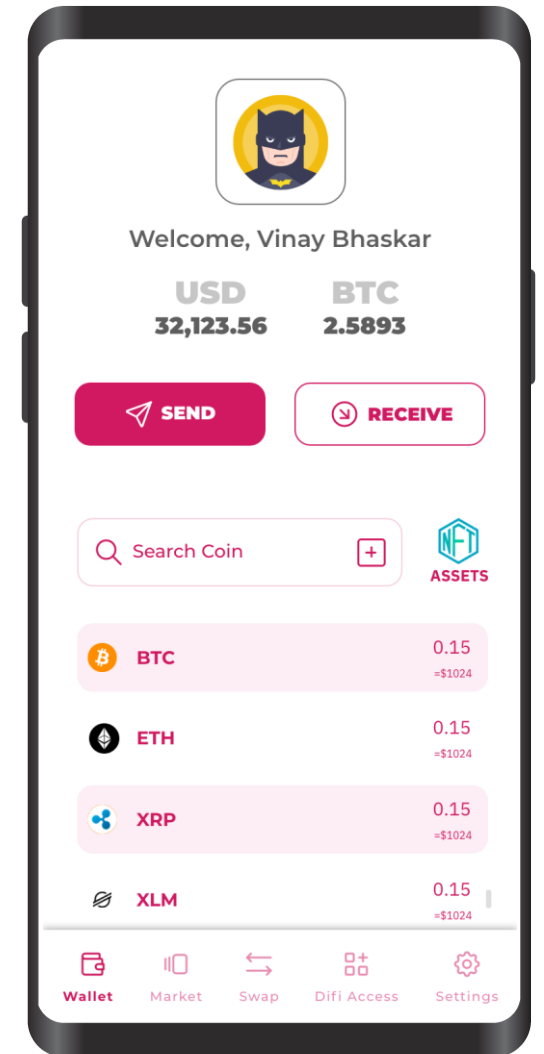 Welcome, Vinay Bhaskar
USD BTC
32,123.56 2.5893
SEND RECEIVE
Search Coin
NFT
ASSETS
BTC 0.15
=$1024
ETH 0.15
=$1024
XRP 0.15
=$1024
XLM 0.15
=$1024
Wallet Market Swap Difi Access Settings